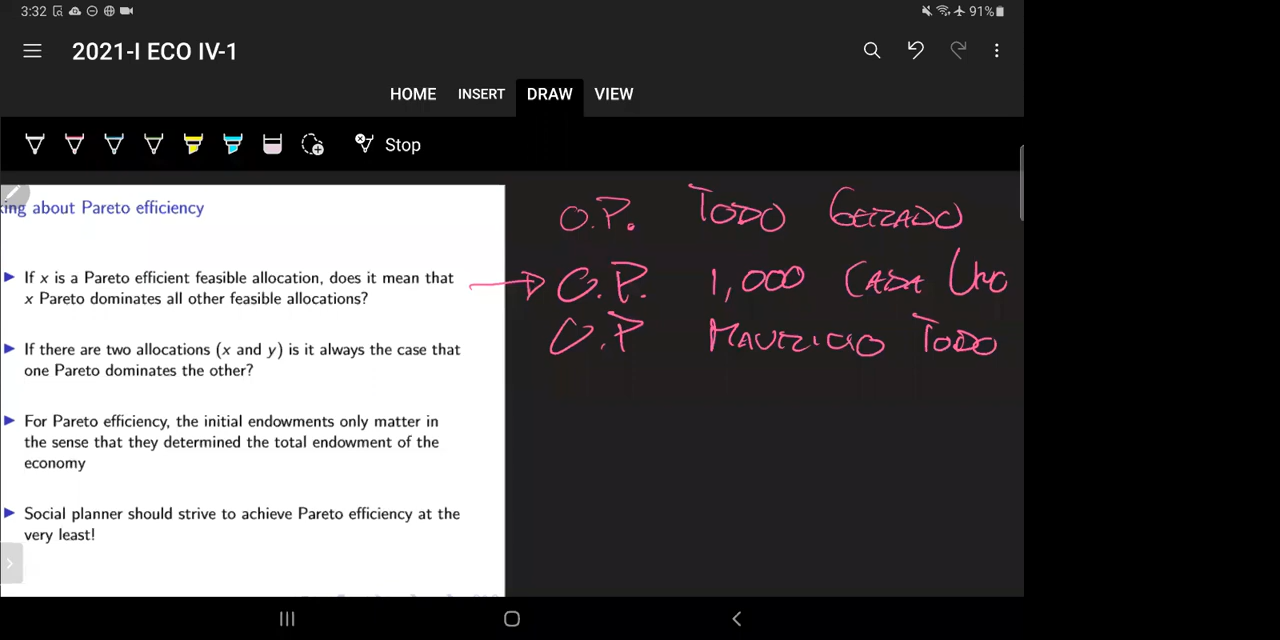 3:32
91%
2021-I ECO IV-1
HOME INSERT DRAW VIEW
Stop
king about Pareto efficiency
If x is a Pareto efficient feasible allocation, does it mean that
x Pareto dominates all other feasible allocations?
If there are two allocations (x and y) is it always the case that
one Pareto dominates the other?
For Pareto efficiency, the initial endowments only matter in
the sense that they determined the total endowment of the
economy
Social planner should strive to achieve Pareto efficiency at the
very least!
O.P. TODO GERARDO
O.P. 1,000 CADA UNO
O.P MAURICIO TODO